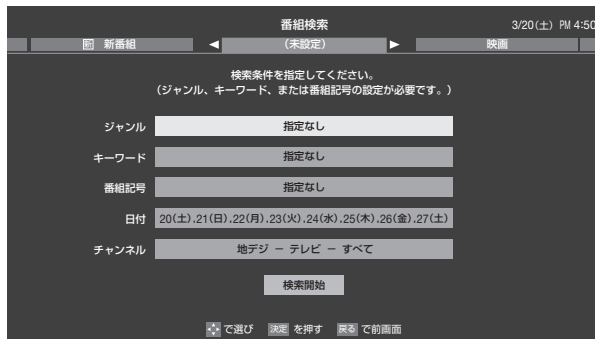 番組検索
3/20(土) PM 4:50
新 新番組
(未設定)
映画
検索条件を指定してください。
(ジャンル、キーワード、または番組記号の設定が必要です。)
ジャンル 指定なし
キーワード 指定なし
番組記号 指定なし
日付 20(土).21(日).22(月).23(火).24(水).25(木).26(金).27(土)
チャンネル 地デジ － テレビ － すべて
検索開始
で選び 決定 を押す 戻る で前画面